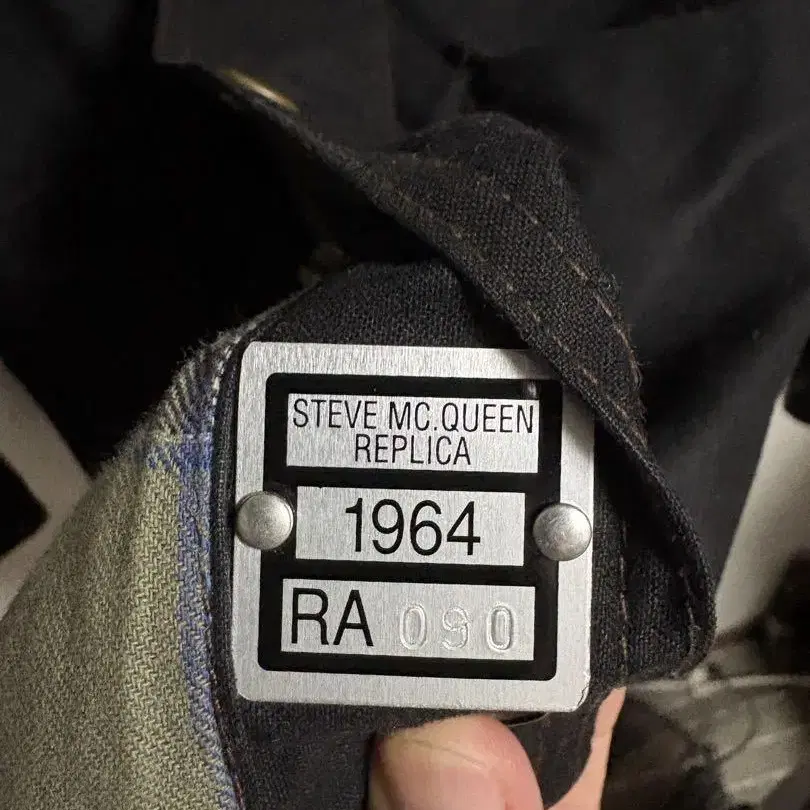 STEVE MC.QUEEN
REPLICA
1964
RA 090